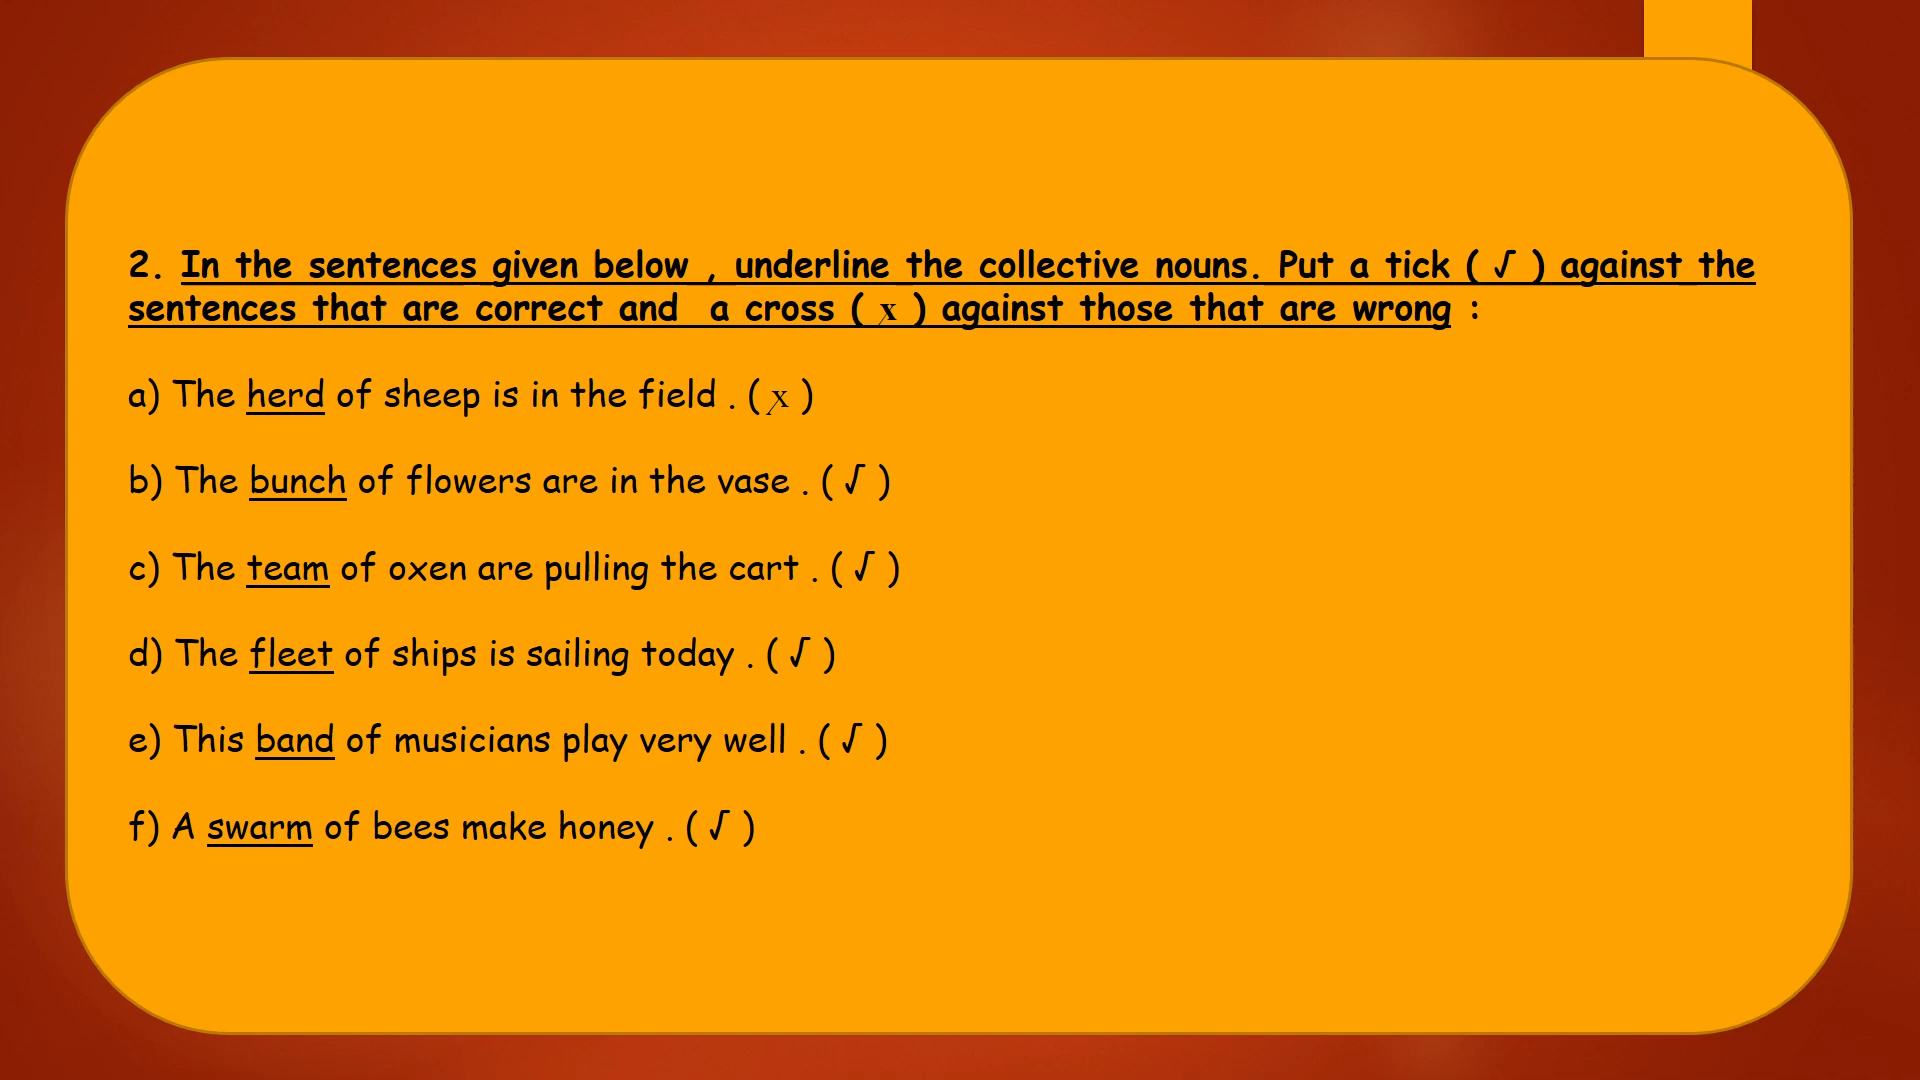 2. In the sentences given below , underline the collective nouns. Put a tick ( √ ) against the
sentences that are correct and a cross ( x ) against those that are wrong :
a) The herd of sheep is in the field . ( x )
b) The bunch of flowers are in the vase . ( √ )
c) The team of oxen are pulling the cart . ( √ )
d) The fleet of ships is sailing today . ( √ )
e) This band of musicians play very well . ( √ )
f) A swarm of bees make honey . ( √ )